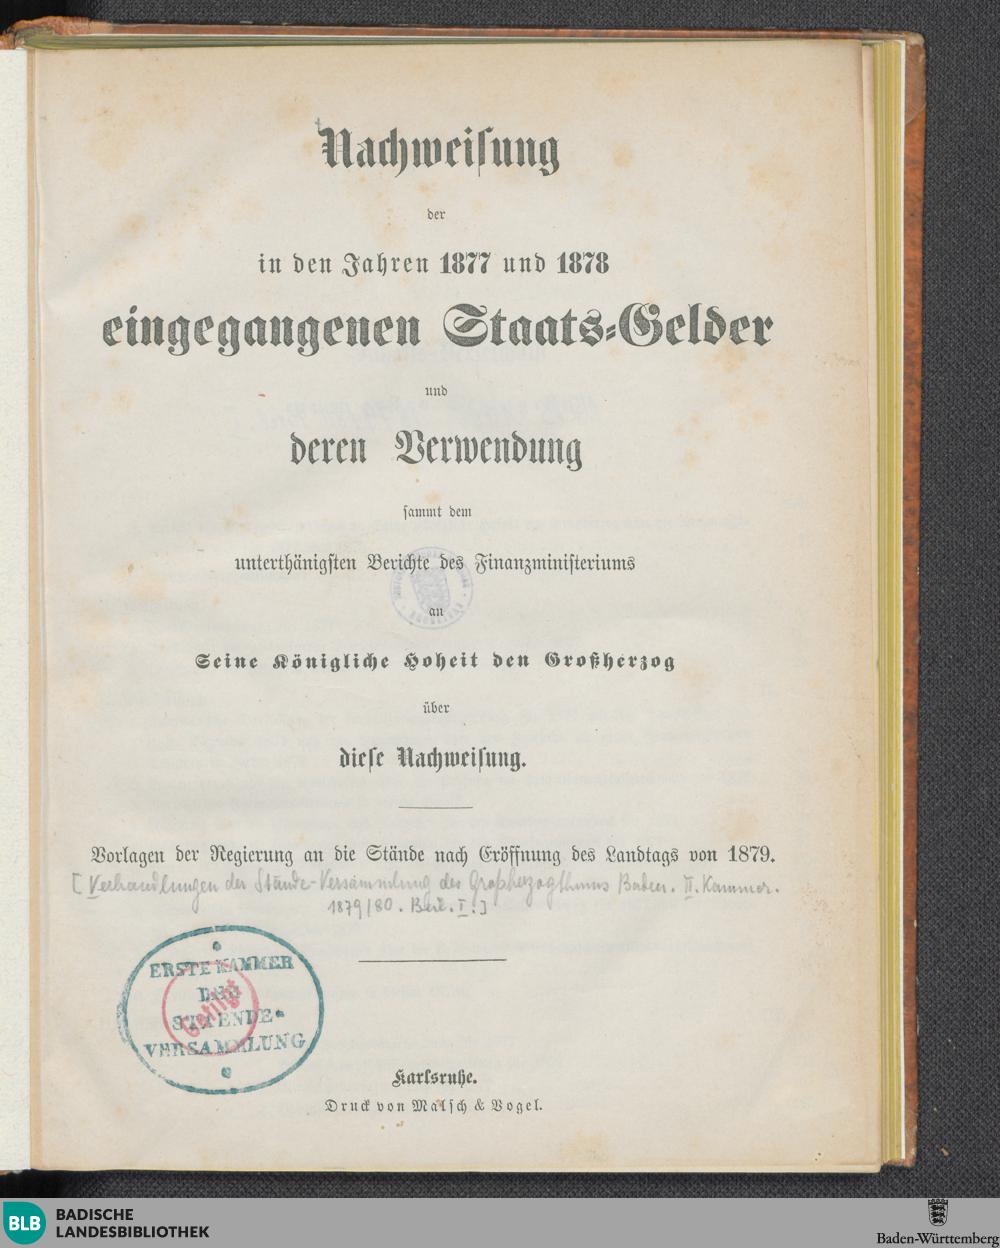 Nachweisung
der
in den Jahren 1877 und 1878
eingegangenen Staats-Gelder
und
deren Verwendung
sammt dem
unterthänigsten Berichte des Finanzministeriums
an
Seine Königliche Hoheit den Großherzog
über
diese Nachweisung.
Vorlagen der Regierung an die Stände nach Eröffnung des Landtags von 1879.
[Verhandlungen der Stände-Versammlung des Großherzogthums Baden. II. Kammer.
1879/80. Beil. I.]
ERSTE KAMMER
DER
STAENDE-
VERSAMMLUNG
Getilgt
Karlsruhe.
Druck von Malsch & Vogel.
BLB BADISCHE
LANDESBIBLIOTHEK
Baden-Württemberg